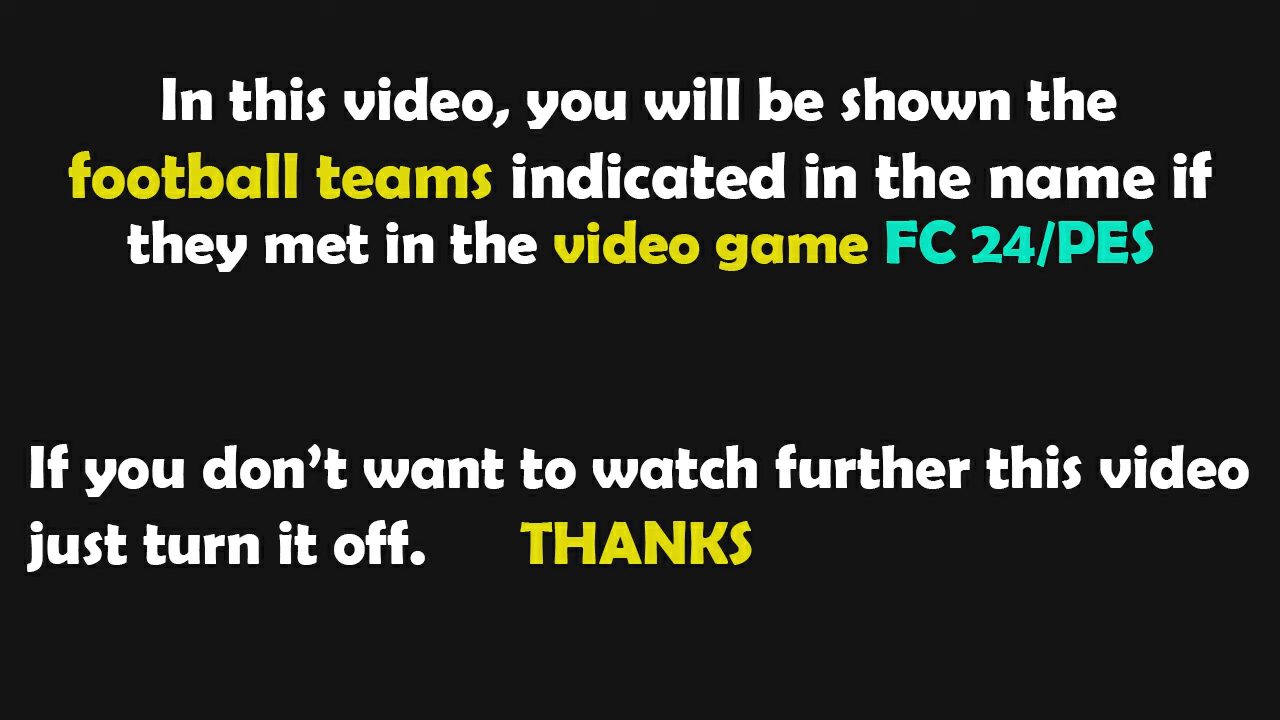 In this video, you will be shown the
football teams indicated in the name if
they met in the video game FC 24/PES
If you don't want to watch further this video
just turn it off. THANKS